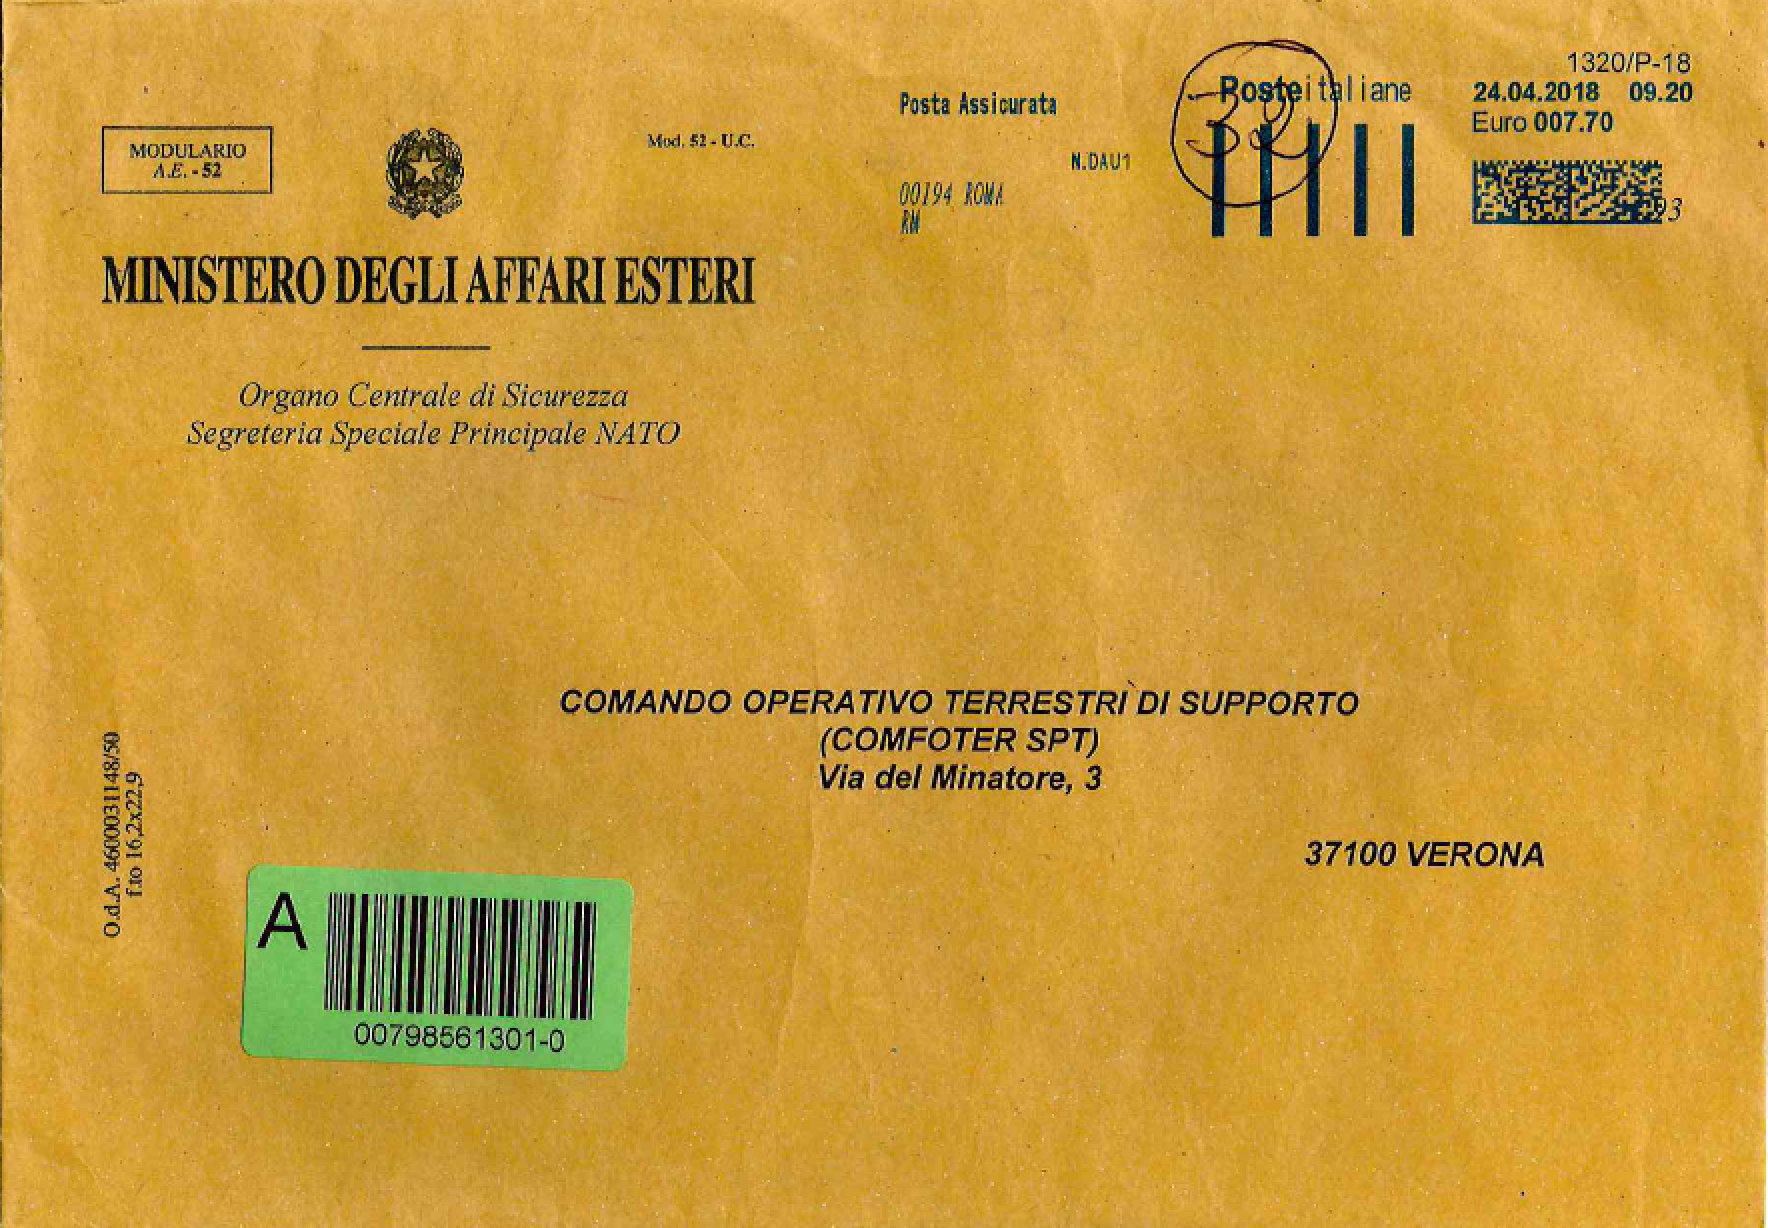 MODULARIO
A.E. - 52
Mod. 52 - U.C.
MINISTERO DEGLI AFFARI ESTERI
Organo Centrale di Sicurezza
Segreteria Speciale Principale NATO
Posta Assicurata
N.DAU1
00194 ROMA
RM
Posteitaliane
32
1320/P-18
24.04.2018 09.20
Euro 007.70
COMANDO OPERATIVO TERRESTRI DI SUPPORTO
(COMFOTER SPT)
Via del Minatore, 3
37100 VERONA
O.d.A. 4600031148/50
f.to 16,2x22,9
A
00798561301-0